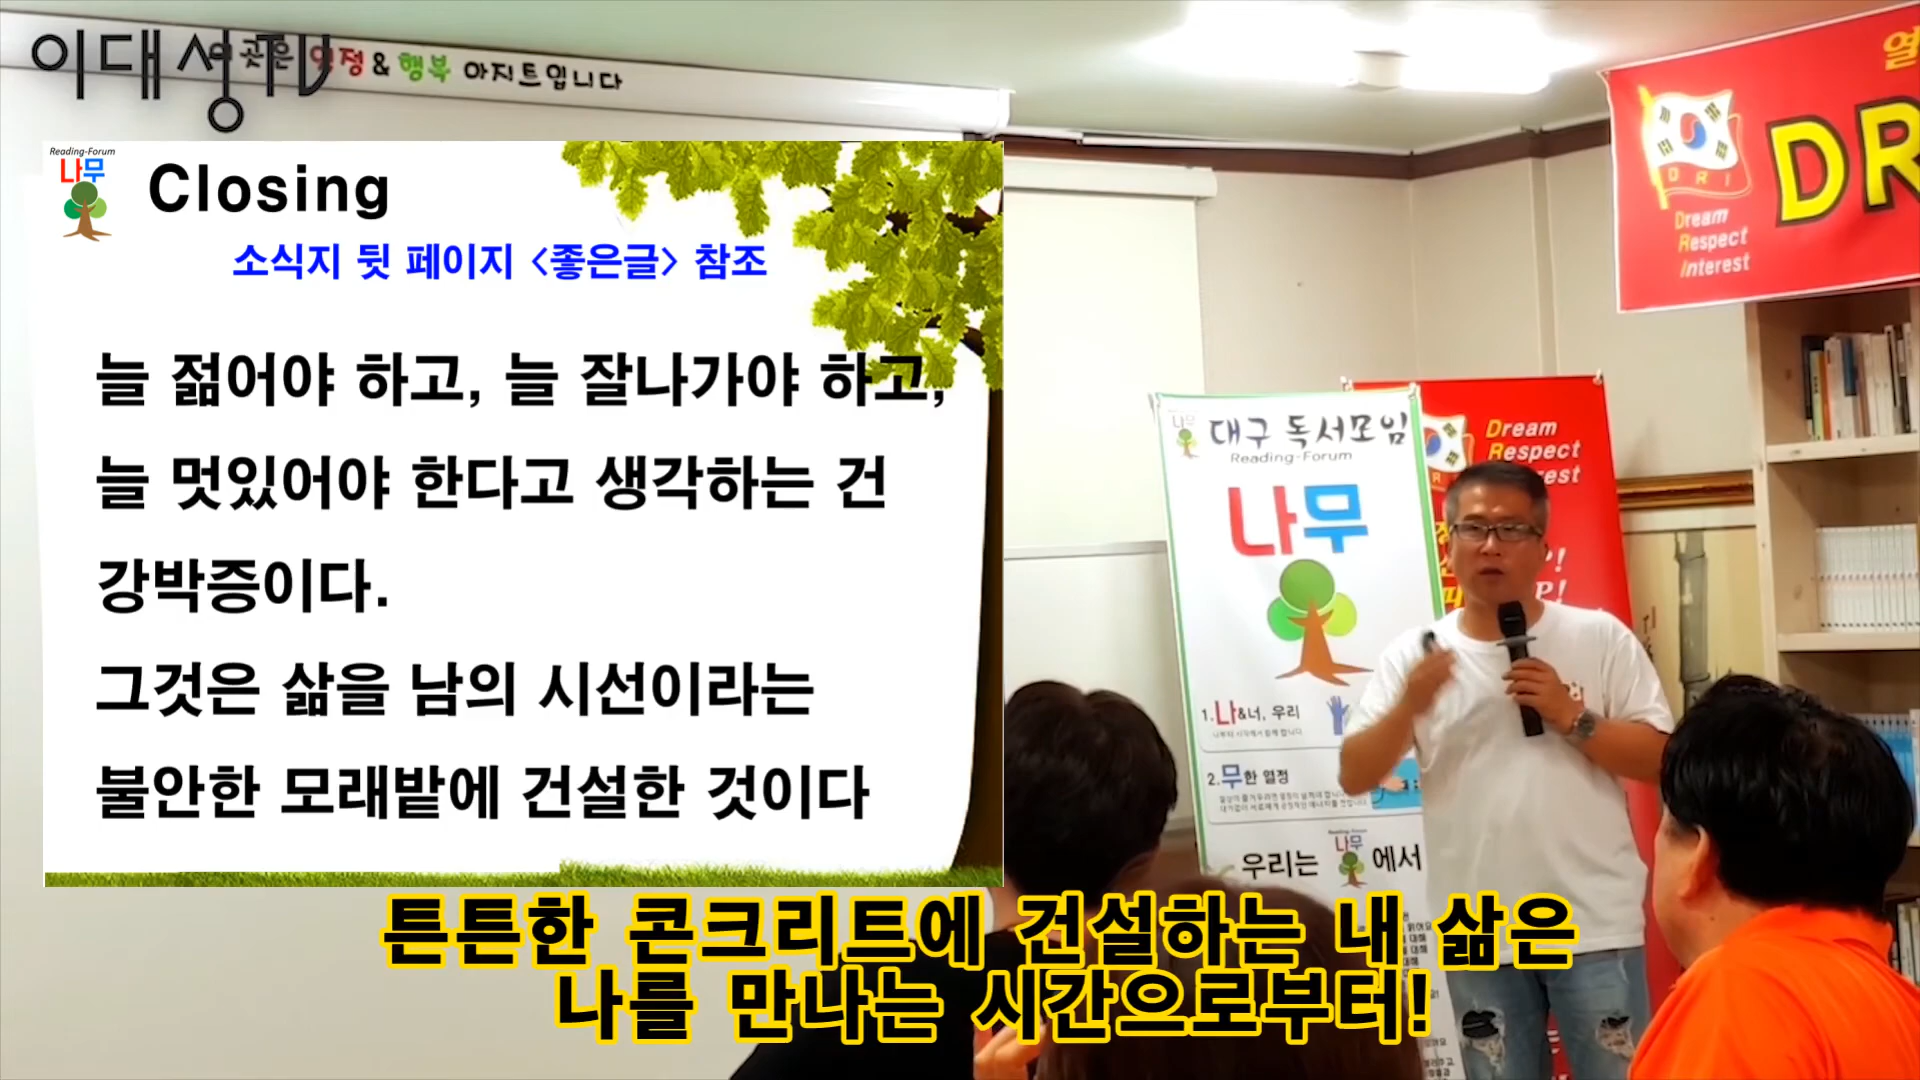 이대성TV
이곳은 열정 & 행복 아지트입니다
Reading-Forum
나무
Closing
소식지 뒷 페이지 <좋은글> 참조
늘 젊어야 하고, 늘 잘나가야 하고,
늘 멋있어야 한다고 생각하는 건
강박증이다.
그것은 삶을 남의 시선이라는
불안한 모래밭에 건설한 것이다
열
DR
D R I
Dream
Respect
Interest
나무
대구 독서모임
Reading-Forum
나무
1.나&너, 우리
2.무한 열정
우리는 나무 에서
Dream
Respect
est
P!
P!
튼튼한 콘크리트에 건설하는 내 삶은
나를 만나는 시간으로부터!